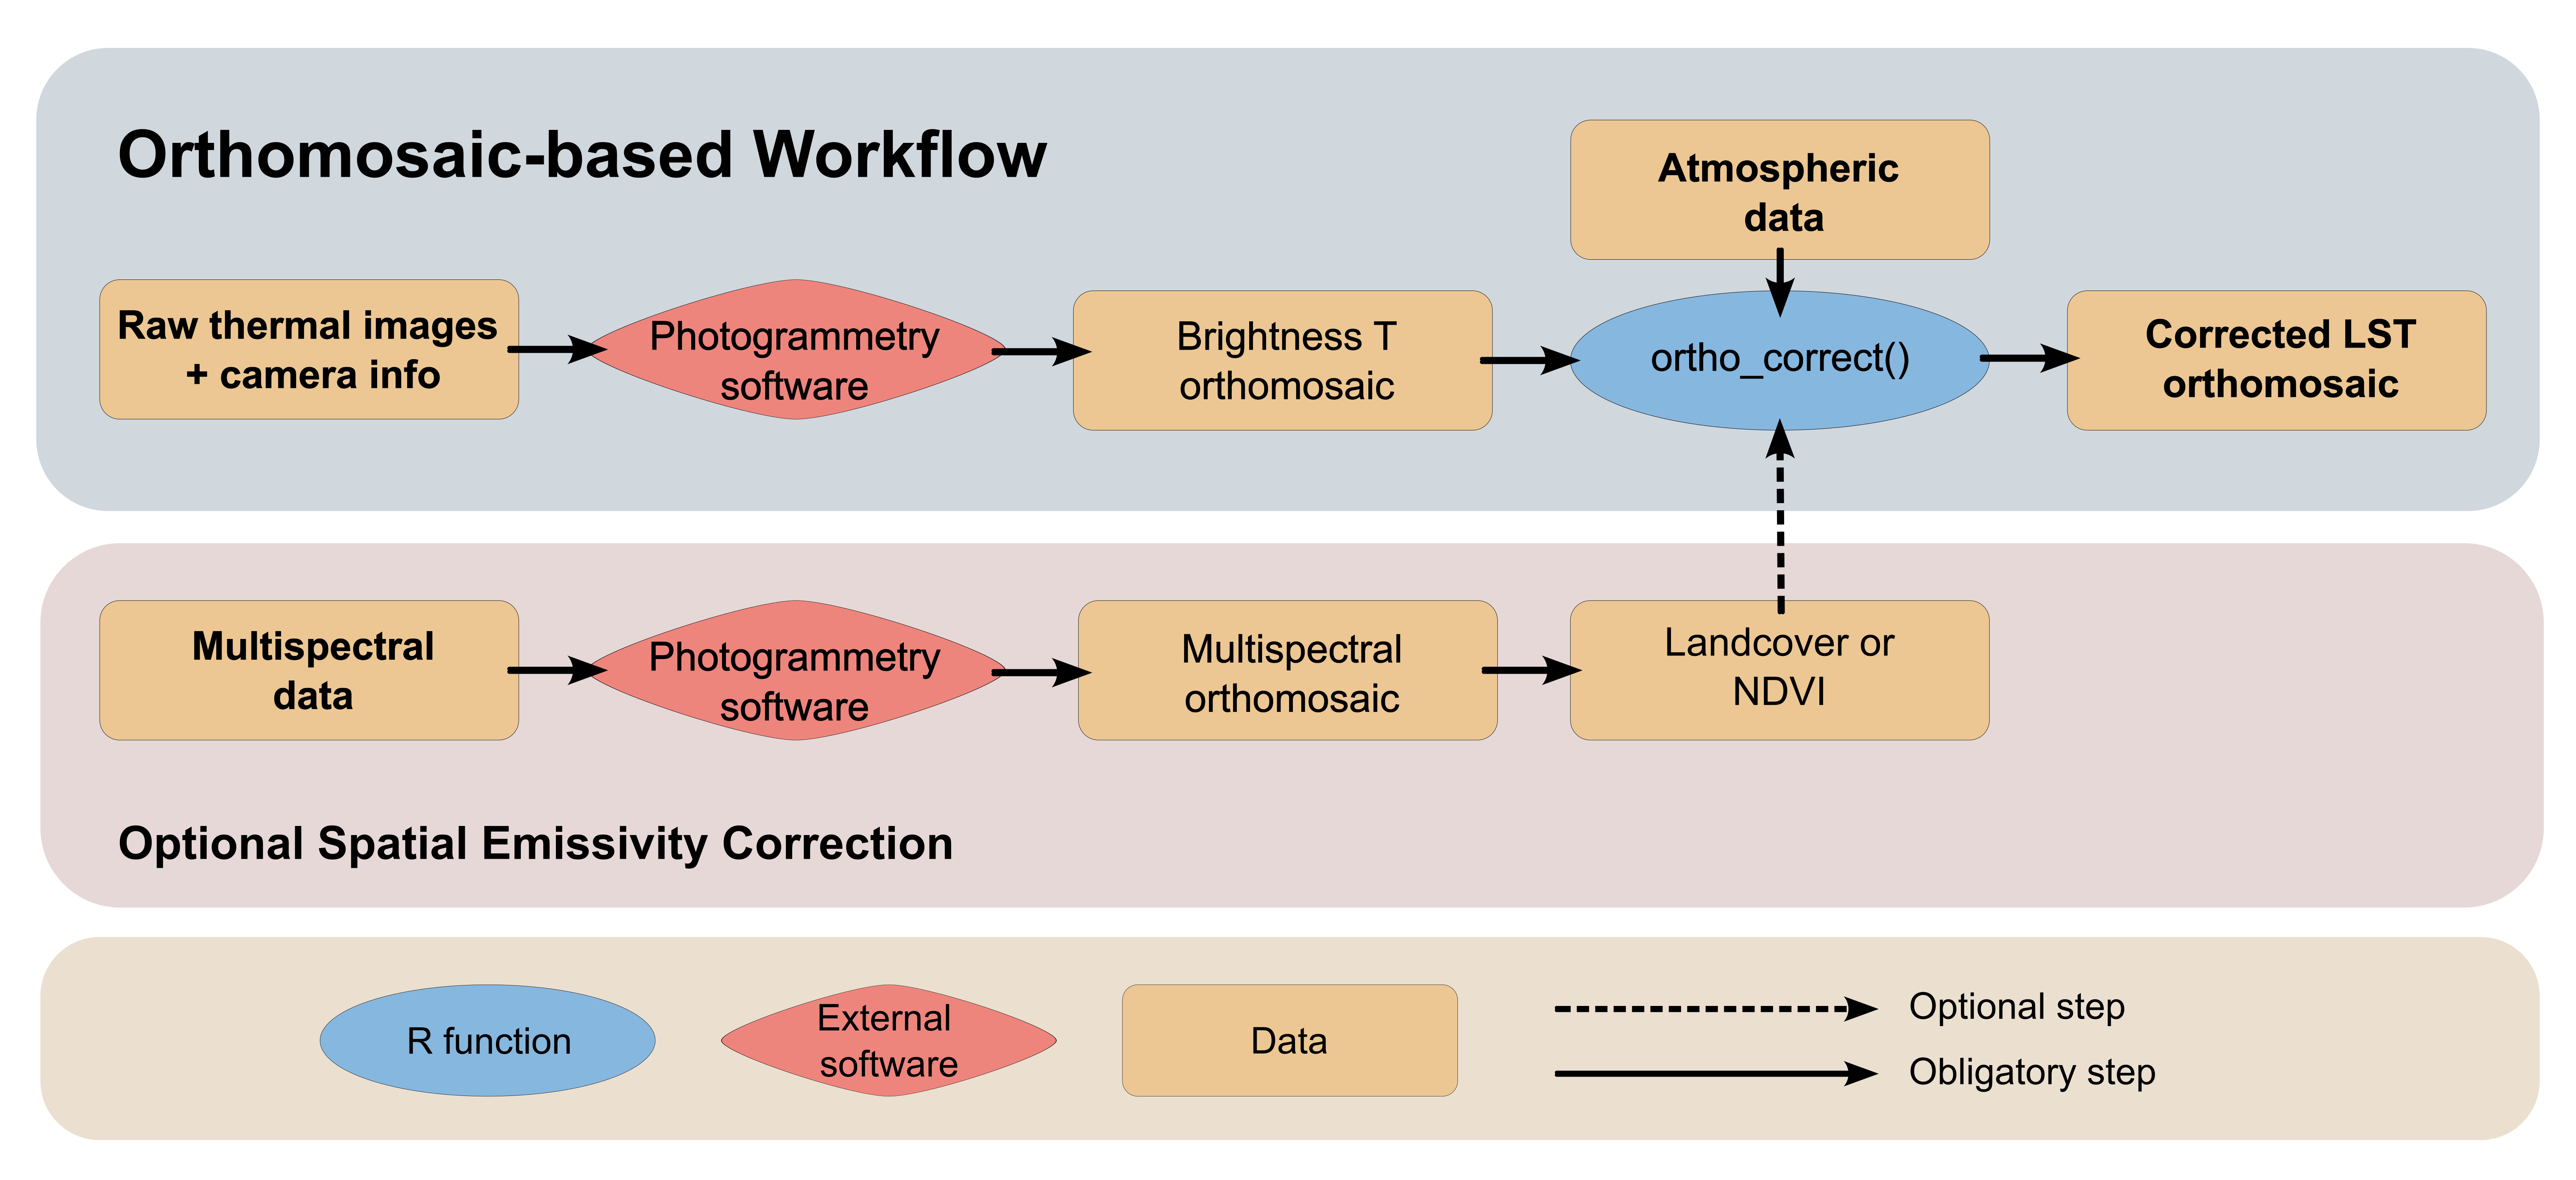 Orthomosaic-based Workflow
Atmospheric
data
Raw thermal images
+ camera info
Photogrammetry
software
Brightness T
orthomosaic
ortho_correct()
Corrected LST
orthomosaic
Multispectral
data
Photogrammetry
software
Multispectral
orthomosaic
Landcover or
NDVI
Optional Spatial Emissivity Correction
R function
External
software
Data
Optional step
Obligatory step